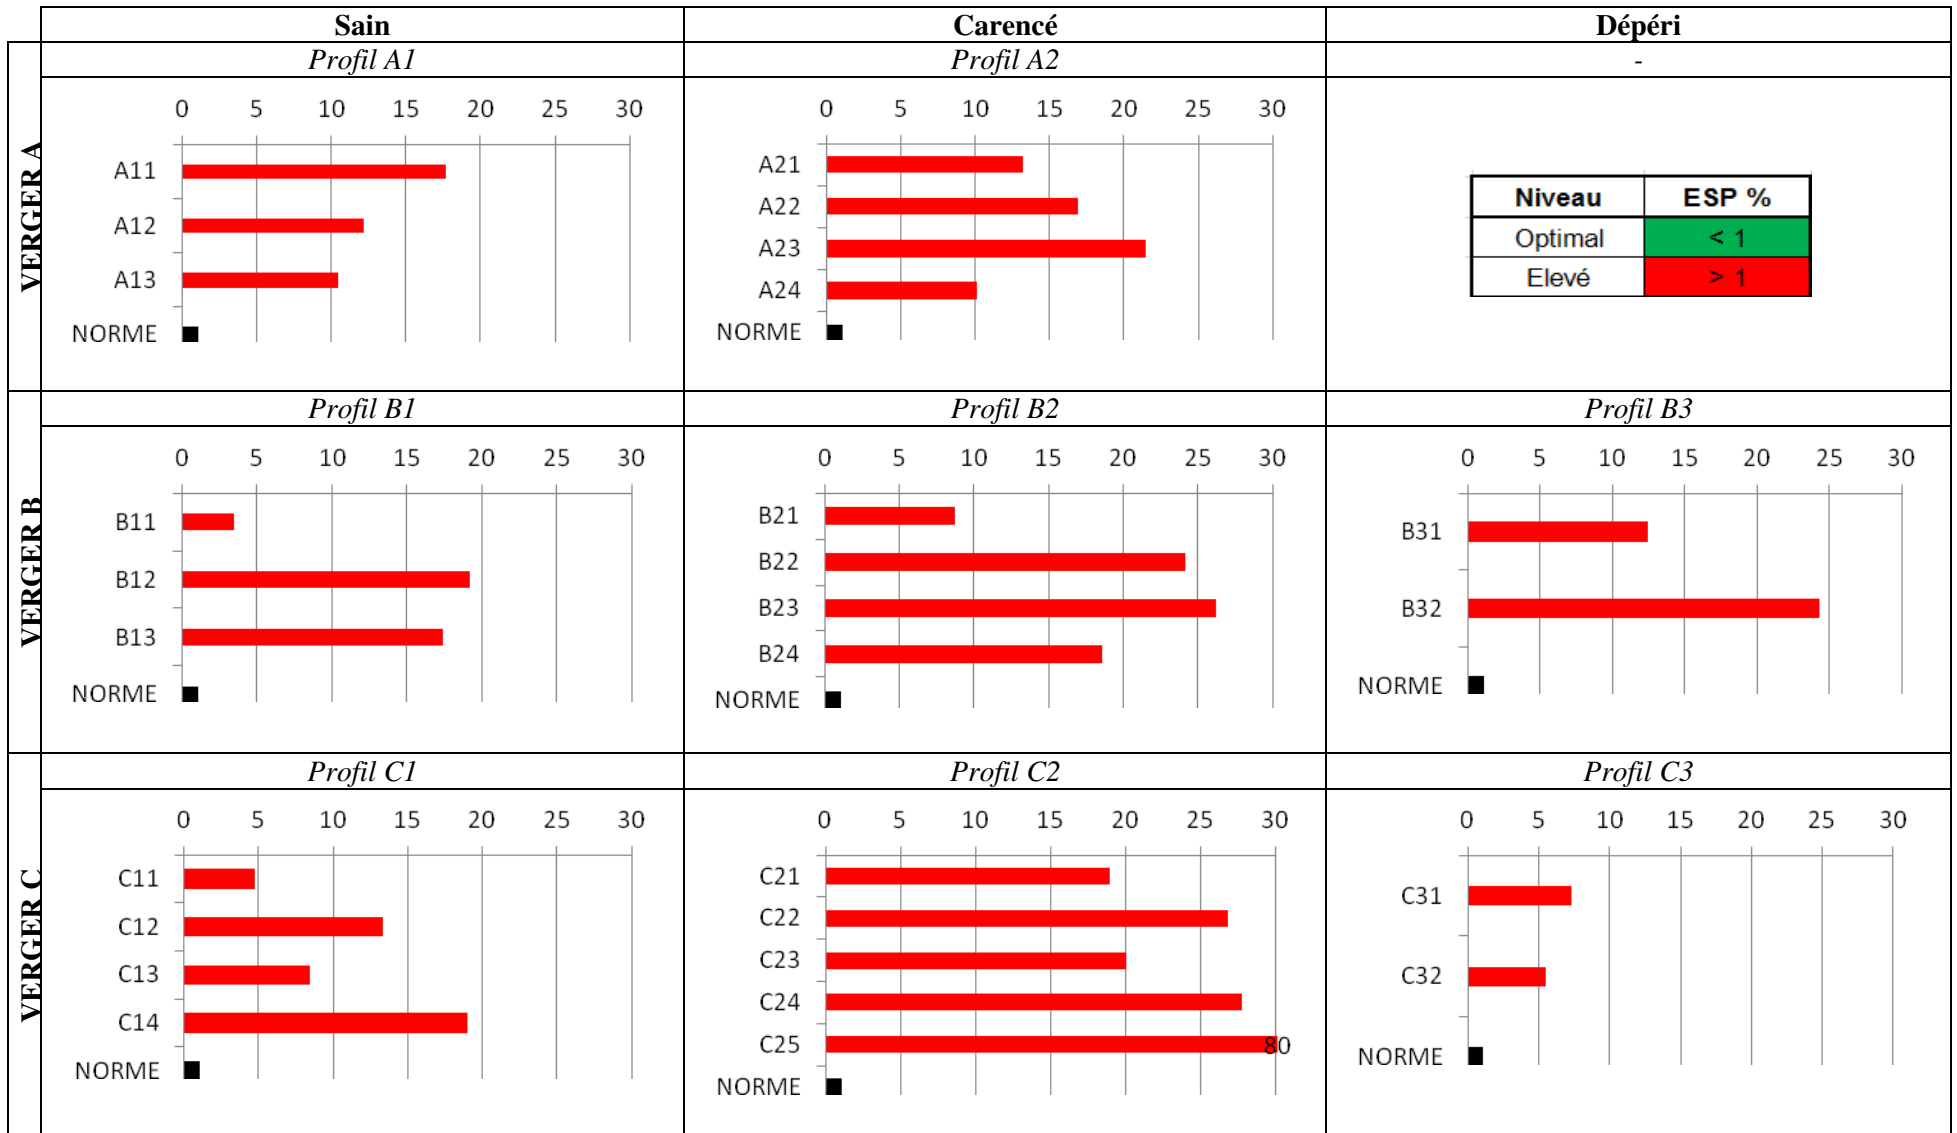 Sain Carencé Dépéri
VERGER A
Profil A1 Profil A2 -
0 5 10 15 20 25 30
A11
A12
A13
NORME
0 5 10 15 20 25 30
A21
A22
A23
A24
NORME
Niveau ESP %
Optimal < 1
Elevé > 1
VERGER B
Profil B1 Profil B2 Profil B3
0 5 10 15 20 25 30
B11
B12
B13
NORME
0 5 10 15 20 25 30
B21
B22
B23
B24
NORME
0 5 10 15 20 25 30
B31
B32
NORME
VERGER C
Profil C1 Profil C2 Profil C3
0 5 10 15 20 25 30
C11
C12
C13
C14
NORME
0 5 10 15 20 25 30
C21
C22
C23
C24
C25 80
NORME
0 5 10 15 20 25 30
C31
C32
NORME